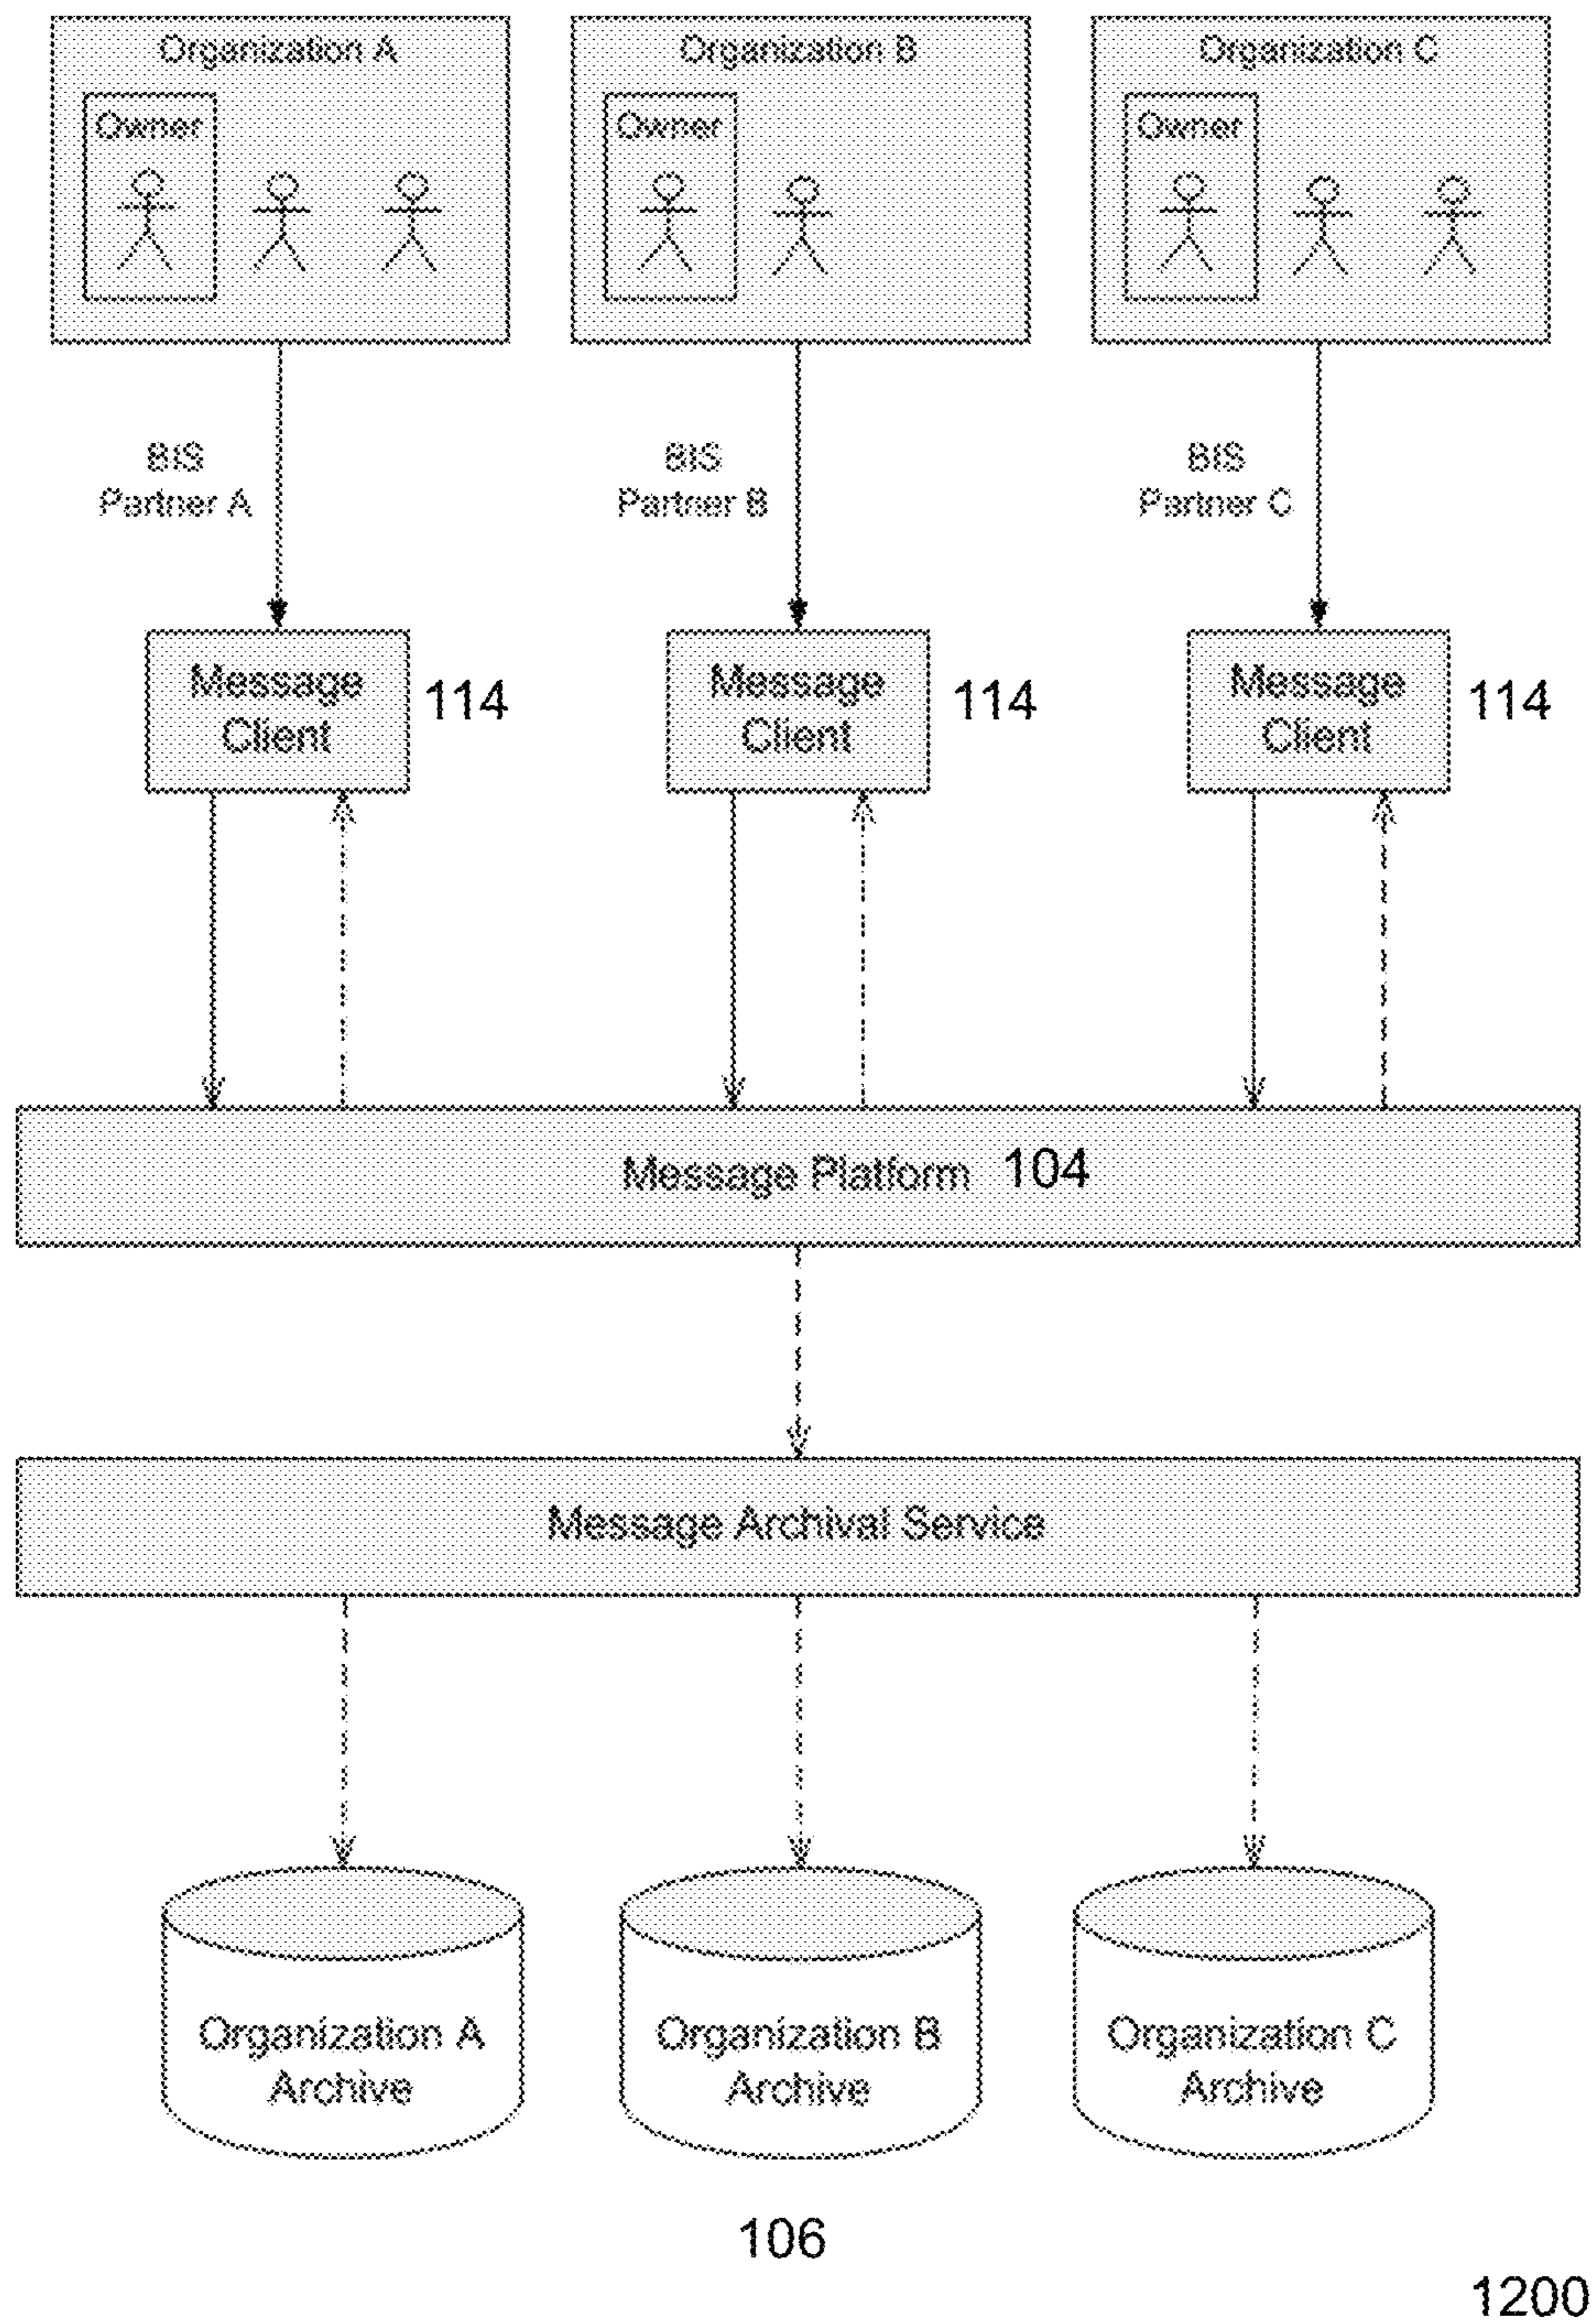 Organization A
Organization B
Organization C
Owner
Owner
Owner
BIS
Partner A
BIS
Partner B
BIS
Partner C
Message
Client
114
Message
Client
114
Message
Client
114
Message Platform 104
Message Archival Service
Organization A
Archive
Organization B
Archive
Organization C
Archive
106
1200